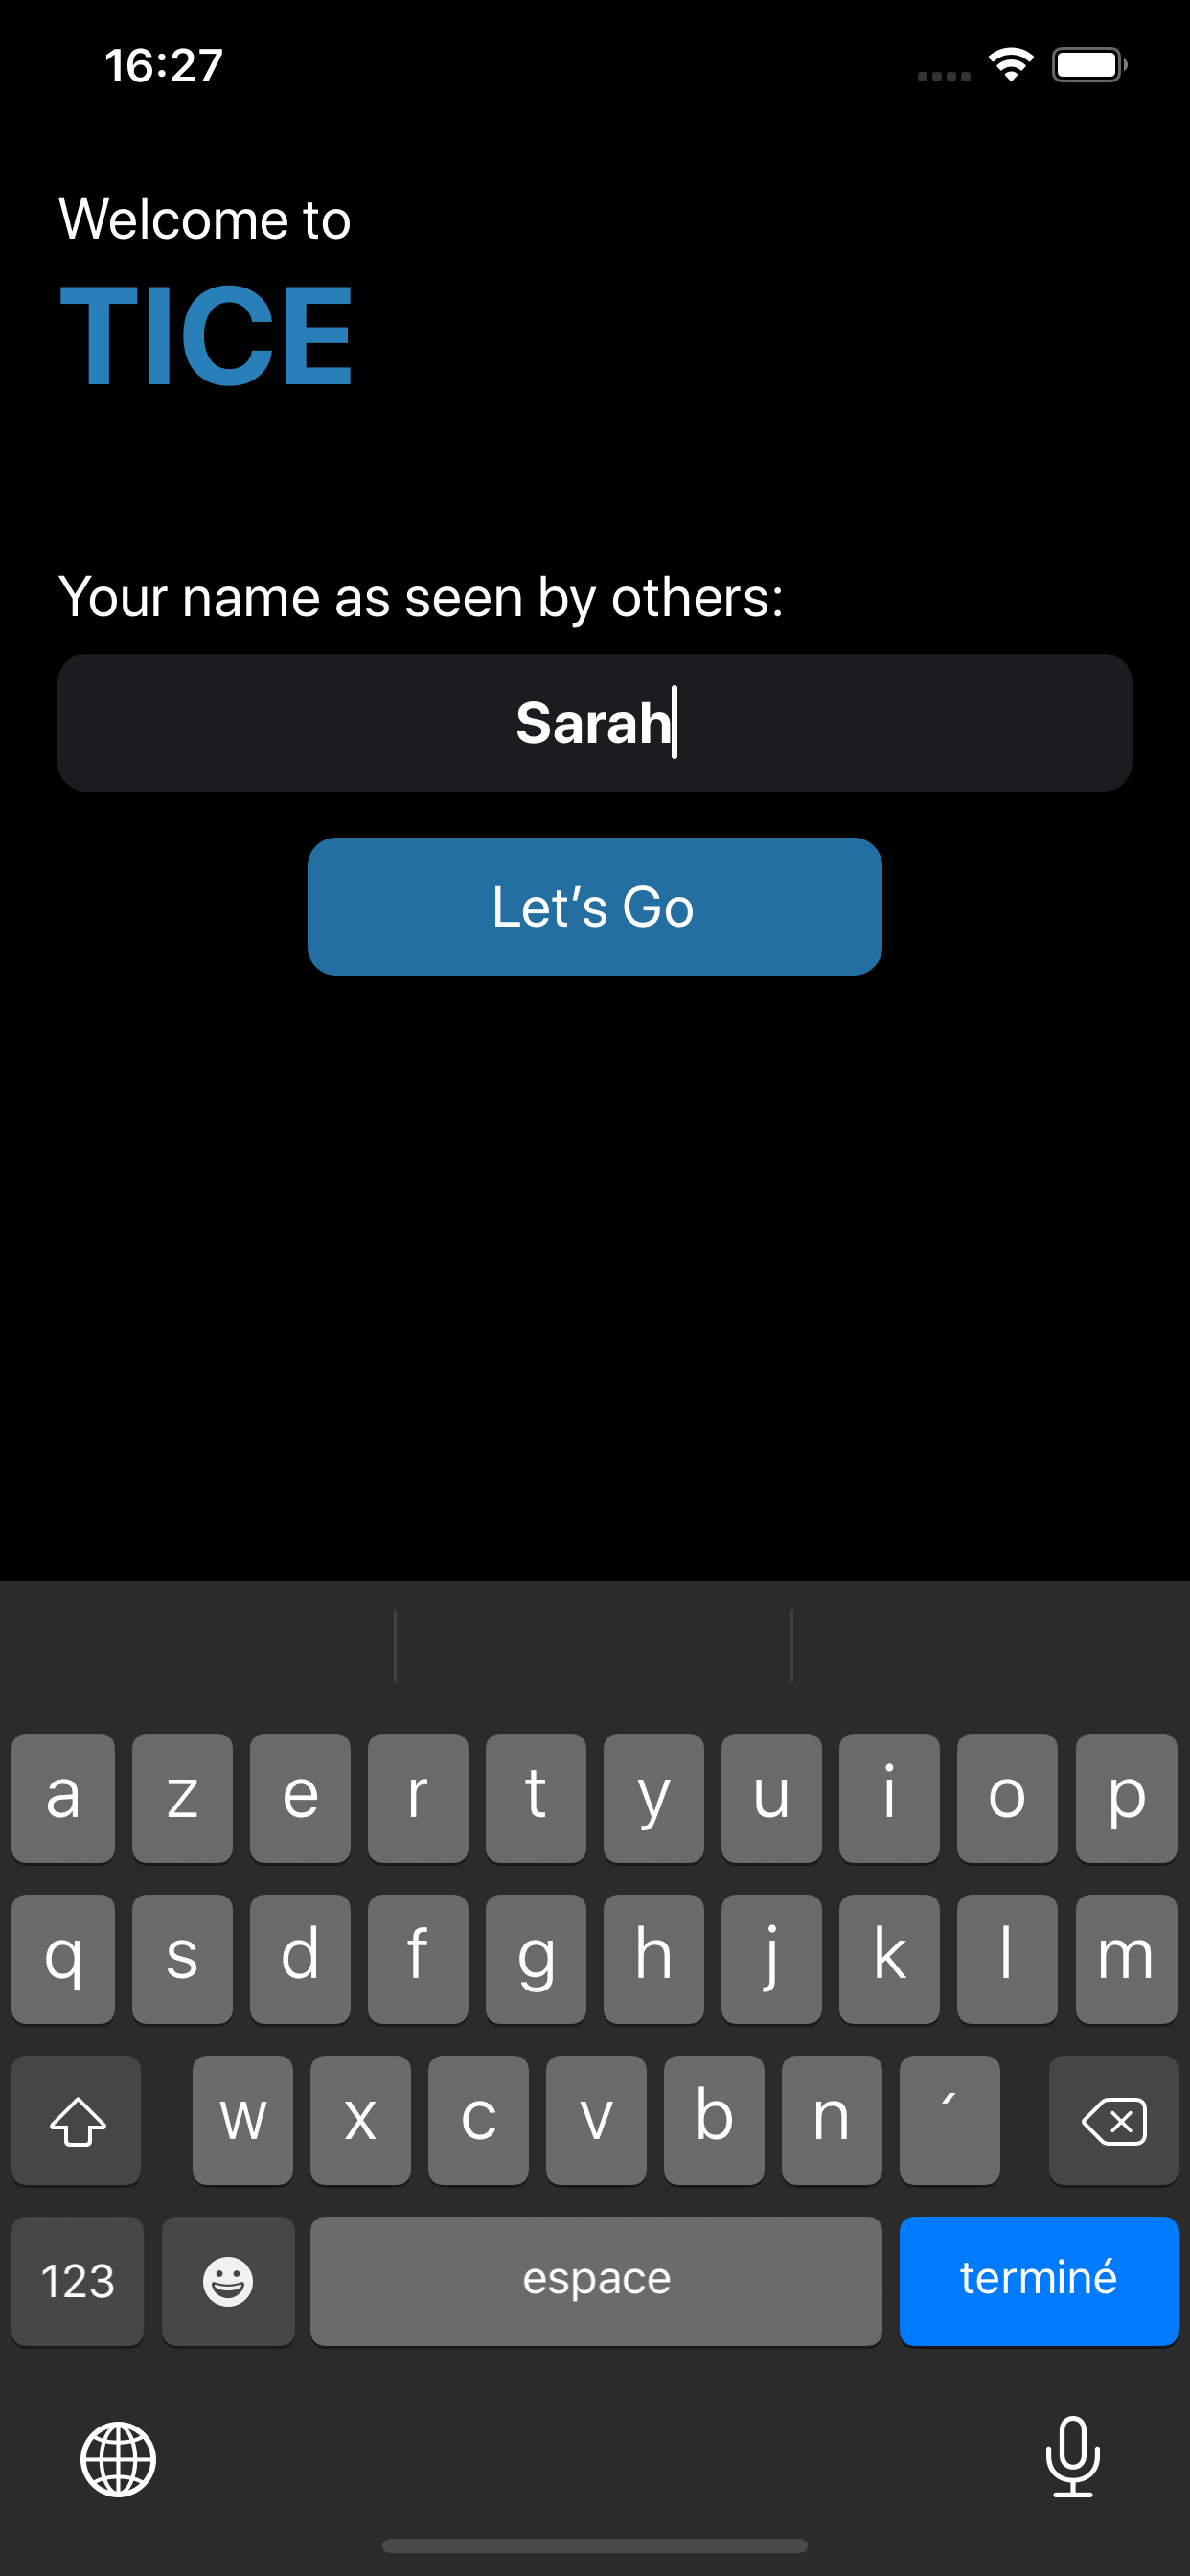 16:27
Welcome to
TICE
Your name as seen by others:
Sarah
Let’s Go
a z e r t y u i o p
q s d f g h j k l m
w x c v b n ´
123 espace terminé